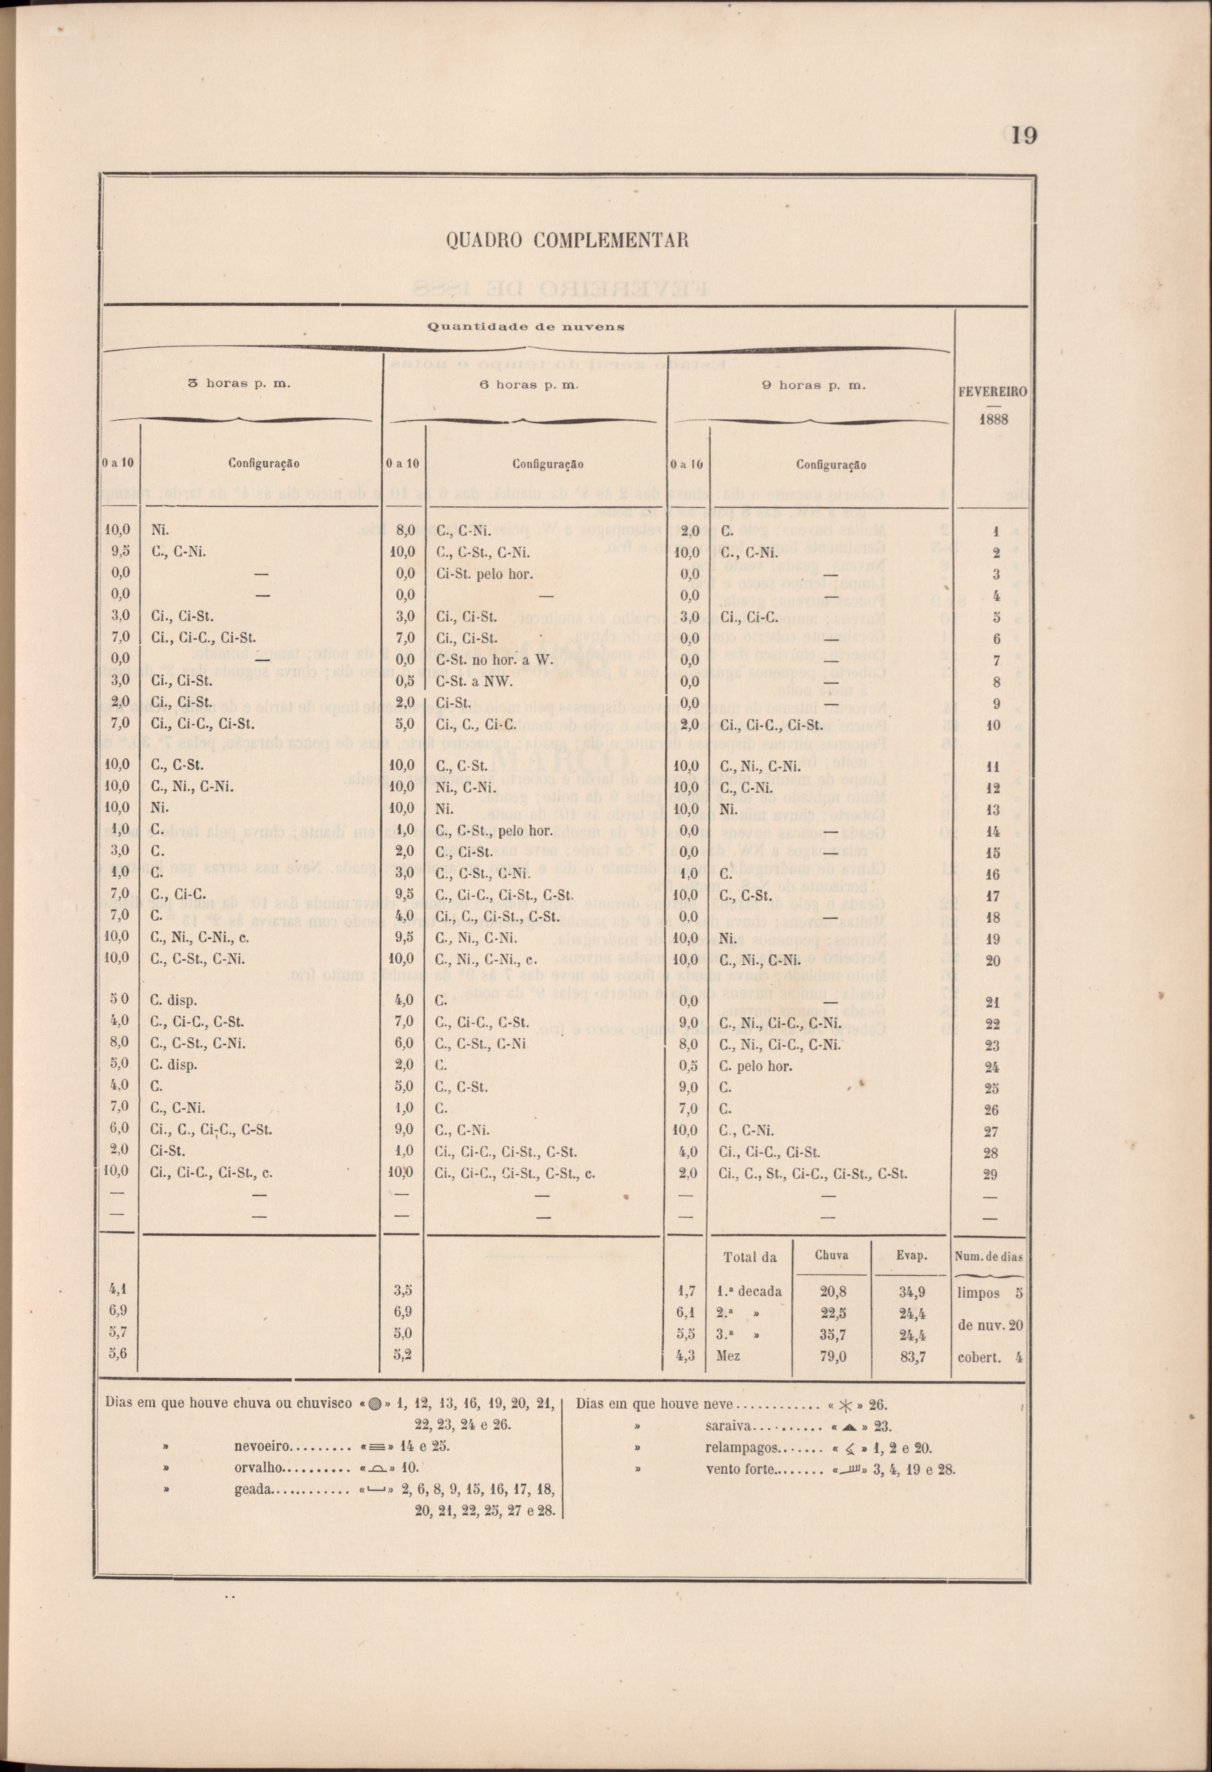 19
QUADRO COMPLEMENTAR
Quantidade de nuvens
3 horas p. m. 6 horas p. m. 9 horas p. m. FEVEREIRO
—
1888
0 a 10 Configuração 0 a 10 Configuração 0 a 10 Configuração
10,0 Ni. 8,0 C., C-Ni. 2,0 C. 1
9,5 C., C-Ni. 10,0 C., C-St., C-Ni. 10,0 C., C-Ni. 2
0,0 — 0,0 Ci-St. pelo hor. 0,0 — 3
0,0 — 0,0 — 0,0 — 4
3,0 Ci., Ci-St. 3,0 Ci., Ci-St. 3,0 Ci., Ci-C. 5
7,0 Ci., Ci-C., Ci-St. 7,0 Ci., Ci-St. 0,0 — 6
0,0 — 0,0 C-St. no hor. a W. 0,0 — 7
3,0 Ci., Ci-St. 0,5 C-St. a NW. 0,0 — 8
2,0 Ci., Ci-St. 2,0 Ci-St. 0,0 — 9
7,0 Ci., Ci-C., Ci-St. 5,0 Ci., C., Ci-C. 2,0 Ci., Ci-C., Ci-St. 10
10,0 C., C-St. 10,0 C., C-St. 10,0 C., Ni., C-Ni. 11
10,0 C., Ni., C-Ni. 10,0 Ni., C-Ni. 10,0 C., C-Ni. 12
10,0 Ni. 10,0 Ni. 10,0 Ni. 13
1,0 C. 1,0 C., C-St., pelo hor. 0,0 — 14
3,0 C. 2,0 C., Ci-St. 0,0 — 15
1,0 C. 3,0 C., C-St., C-Ni. 1,0 C. 16
7,0 C., Ci-C. 9,5 C., Ci-C., Ci-St., C-St. 10,0 C., C-St. 17
7,0 C. 4,0 Ci., C., Ci-St., C-St. 0,0 — 18
10,0 C., Ni., C-Ni., c. 9,5 C., Ni., C-Ni. 10,0 Ni. 19
10,0 C., C-St., C-Ni. 10,0 C., Ni., C-Ni., c. 10,0 C., Ni., C-Ni. 20
5 0 C. disp. 4,0 C. 0,0 — 21
4,0 C., Ci-C., C-St. 7,0 C., Ci-C., C-St. 9,0 C., Ni., Ci-C., C-Ni. 22
8,0 C., C-St., C-Ni. 6,0 C., C-St., C-Ni 8,0 C., Ni., Ci-C., C-Ni. 23
5,0 C. disp. 2,0 C. 0,5 C. pelo hor. 24
4,0 C. 5,0 C., C-St. 9,0 C. 25
7,0 C., C-Ni. 1,0 C. 7,0 C. 26
6,0 Ci., C., Ci-C., C-St. 9,0 C., C-Ni. 10,0 C., C-Ni. 27
2,0 Ci-St. 1,0 Ci., Ci-C., Ci-St., C-St. 4,0 Ci., Ci-C., Ci-St. 28
10,0 Ci., Ci-C., Ci-St., c. 10,0 Ci., Ci-C., Ci-St., C-St., c. 2,0 Ci., C., St., Ci-C., Ci-St., C-St. 29
— — — — — — —
— — — — — — —
Total da Chuva Evap. Num. de dias
4,1 3,5 1,7 1.ª decada 20,8 34,9 limpos 5
6,9 6,9 6,1 2.ª » 22,5 24,4
de nuv. 20
5,7 5,0 5,5 3.ª » 35,7 24,4
5,6 5,2 4,3 Mez 79,0 83,7 cobert. 4
Dias em que houve chuva ou chuvisco « » 1, 12, 13, 16, 19, 20, 21,
22, 23, 24 e 26.
» nevoeiro......... «≡» 14 e 25.
» orvalho.......... « » 10.
» geada............ « » 2, 6, 8, 9, 15, 16, 17, 18,
20, 21, 22, 25, 27 e 28.
Dias em que houve neve............ « » 26.
» saraiva.......... « » 23.
» relampagos....... « » 1, 2 e 20.
» vento forte....... « » 3, 4, 19 e 28.